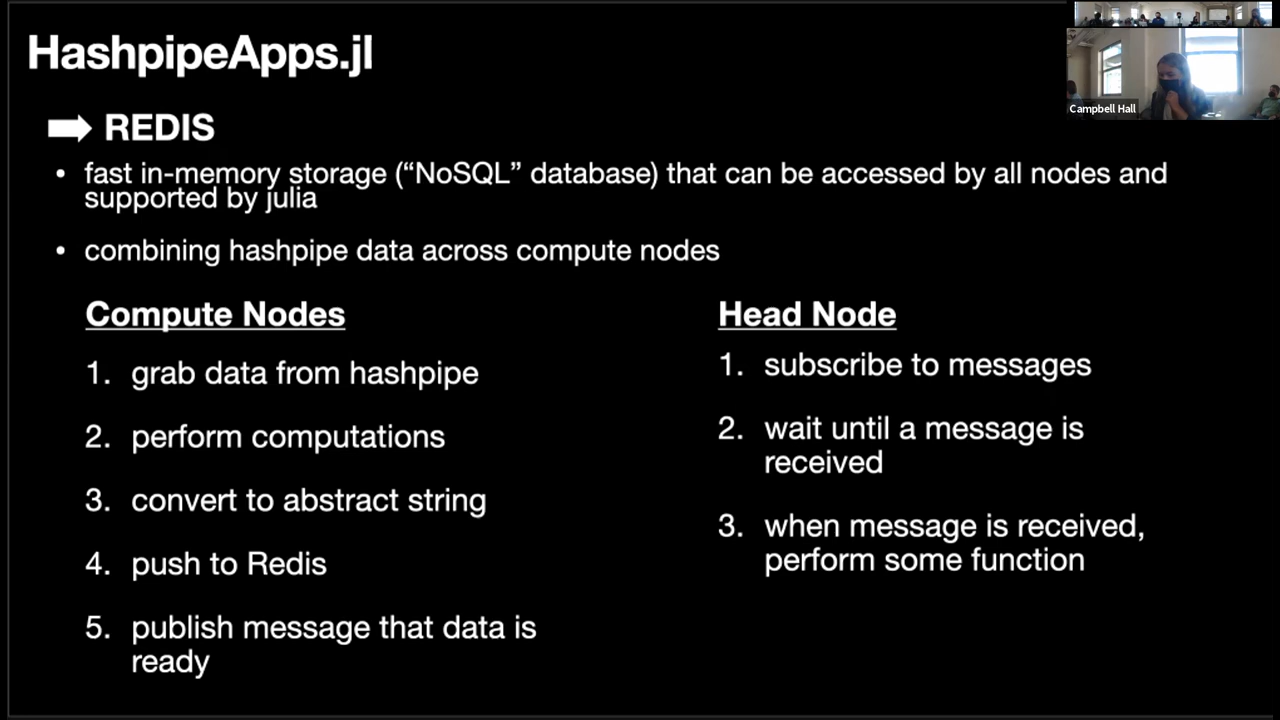 HashpipeApps.jl
Campbell Hall
REDIS
• fast in-memory storage (“NoSQL” database) that can be accessed by all nodes and
supported by julia
• combining hashpipe data across compute nodes
Compute Nodes
1. grab data from hashpipe
2. perform computations
3. convert to abstract string
4. push to Redis
5. publish message that data is
ready
Head Node
1. subscribe to messages
2. wait until a message is
received
3. when message is received,
perform some function